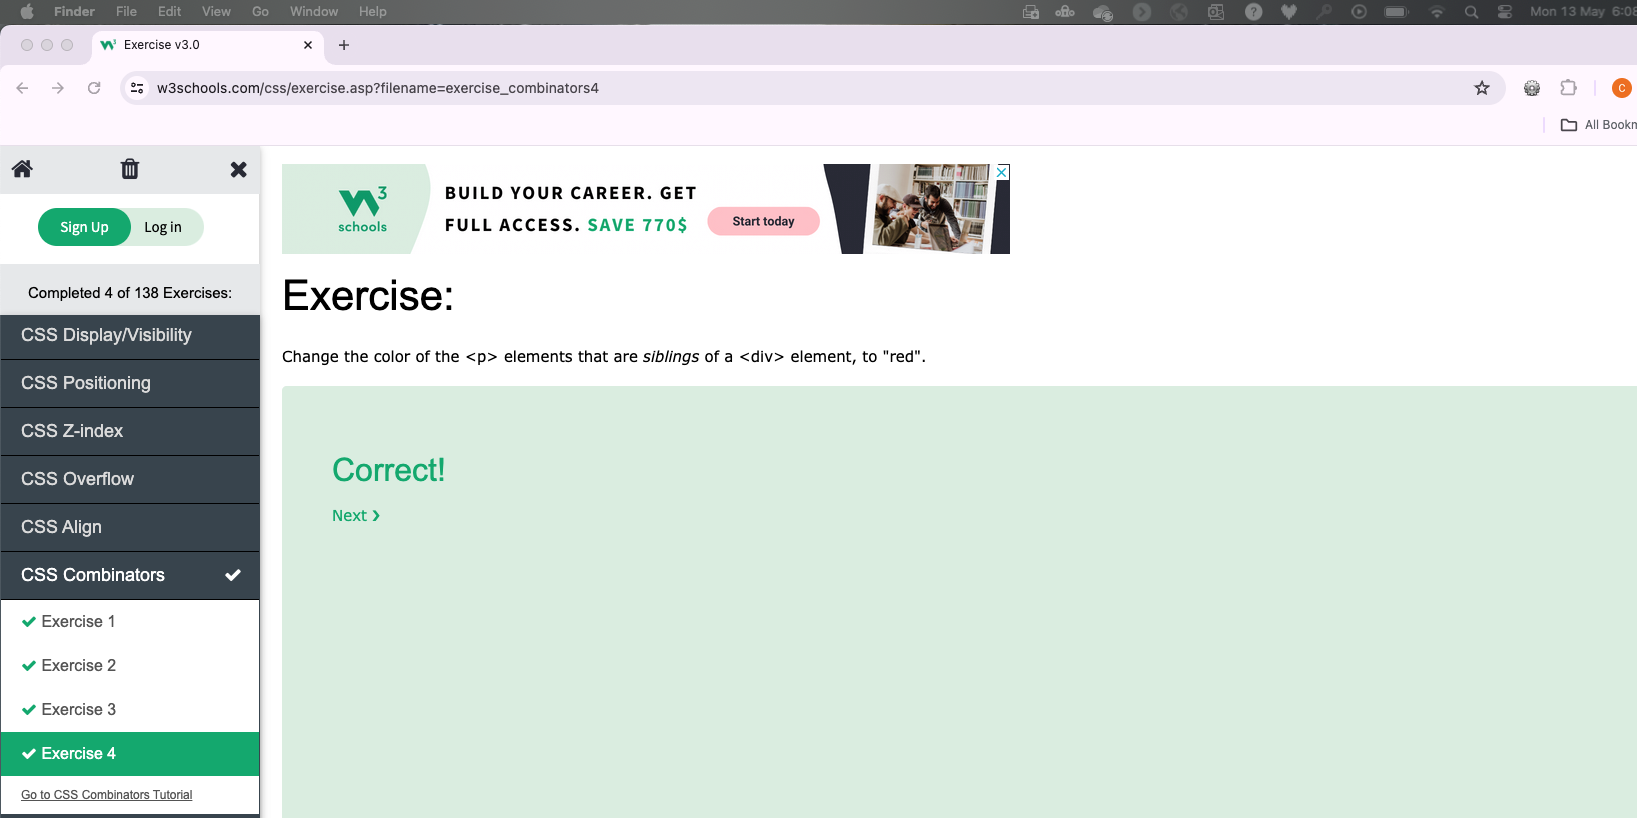 Finder File Edit View Go Window Help Mon 13 May 6:08
Exercise v3.0
w3schools.com/css/exercise.asp?filename=exercise_combinators4
C
All Bookm
Sign Up Log in
Completed 4 of 138 Exercises:
CSS Display/Visibility
CSS Positioning
CSS Z-index
CSS Overflow
CSS Align
CSS Combinators
Exercise 1
Exercise 2
Exercise 3
Exercise 4
Go to CSS Combinators Tutorial
W3
schools
BUILD YOUR CAREER. GET
FULL ACCESS. SAVE 770$
Start today
Exercise:
Change the color of the <p> elements that are siblings of a <div> element, to "red".
Correct!
Next ❯